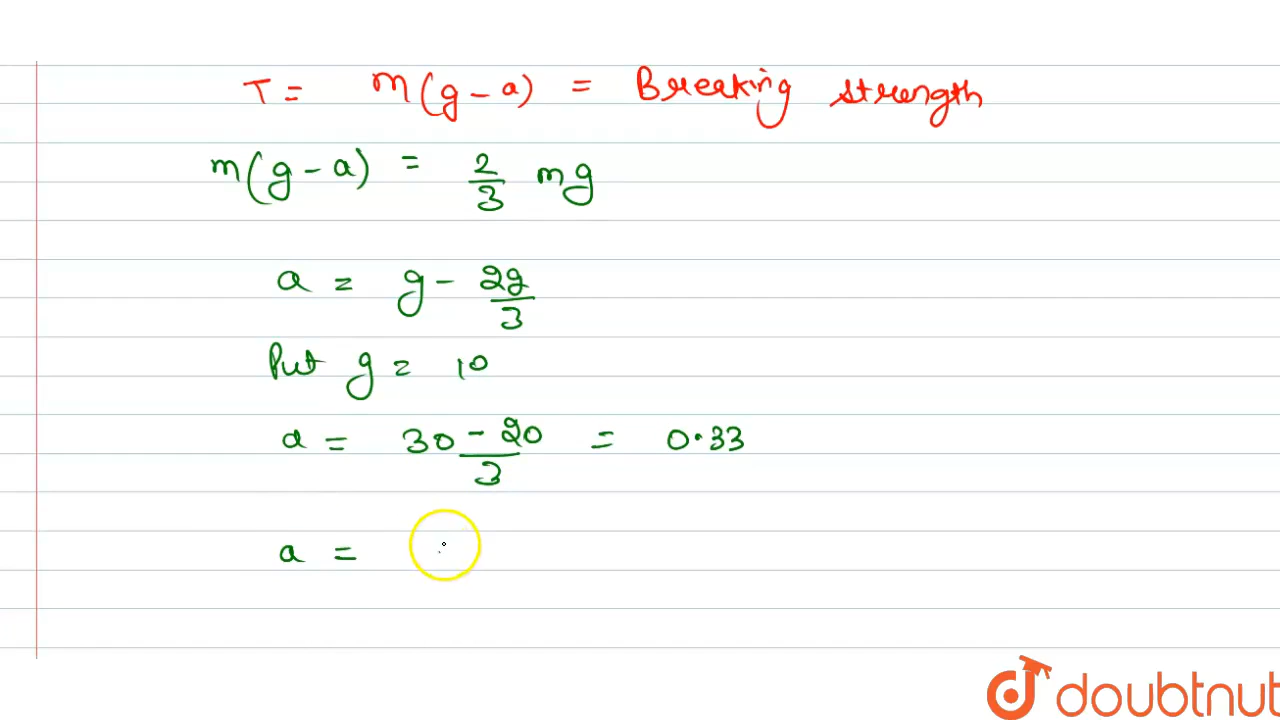 T = m(g - a) = Breaking strength
m(g - a) = 2/3 mg
a = g - 2g/3
Put g = 10
a = 30 - 20/3 = 0.33
a =
doubtnut